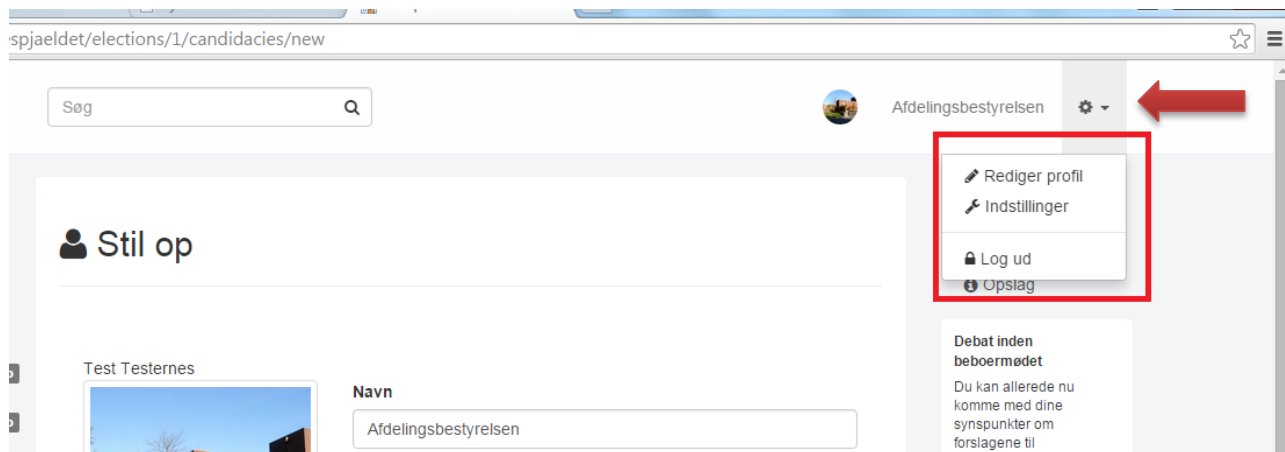 espjaeldet/elections/1/candidacies/new
Søg
Afdelingsbestyrelsen
Rediger profil
Indstillinger
Log ud
Opslag
Stil op
Test Testernes
Navn
Afdelingsbestyrelsen
Debat inden
beboermødet
Du kan allerede nu
komme med dine
synspunkter om
forslagene til